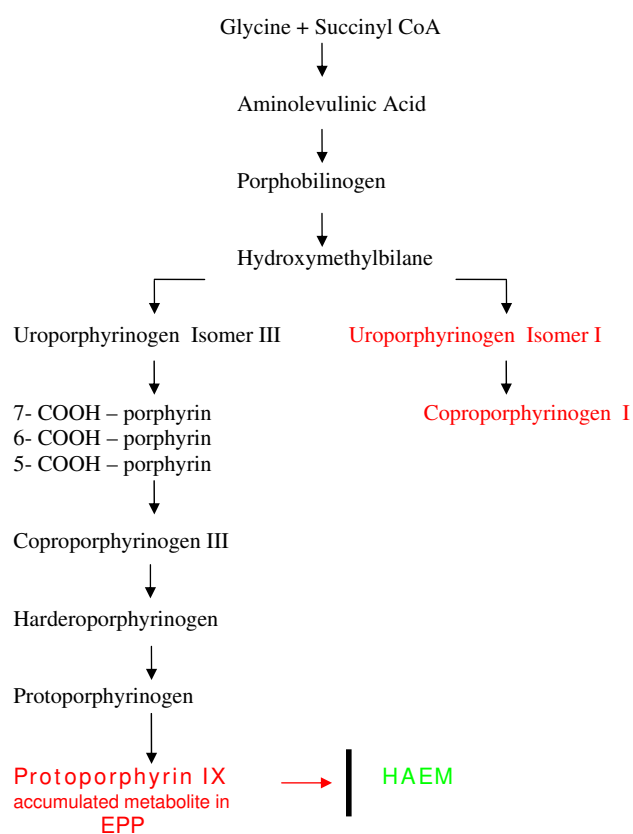 Glycine + Succinyl CoA
Aminolevulinic Acid
Porphobilinogen
Hydroxymethylbilane
Uroporphyrinogen Isomer III
Uroporphyrinogen Isomer I
7- COOH – porphyrin
6- COOH – porphyrin
5- COOH – porphyrin
Coproporphyrinogen I
Coproporphyrinogen III
Harderoporphyrinogen
Protoporphyrinogen
Protoporphyrin IX
accumulated metabolite in
EPP
HAEM